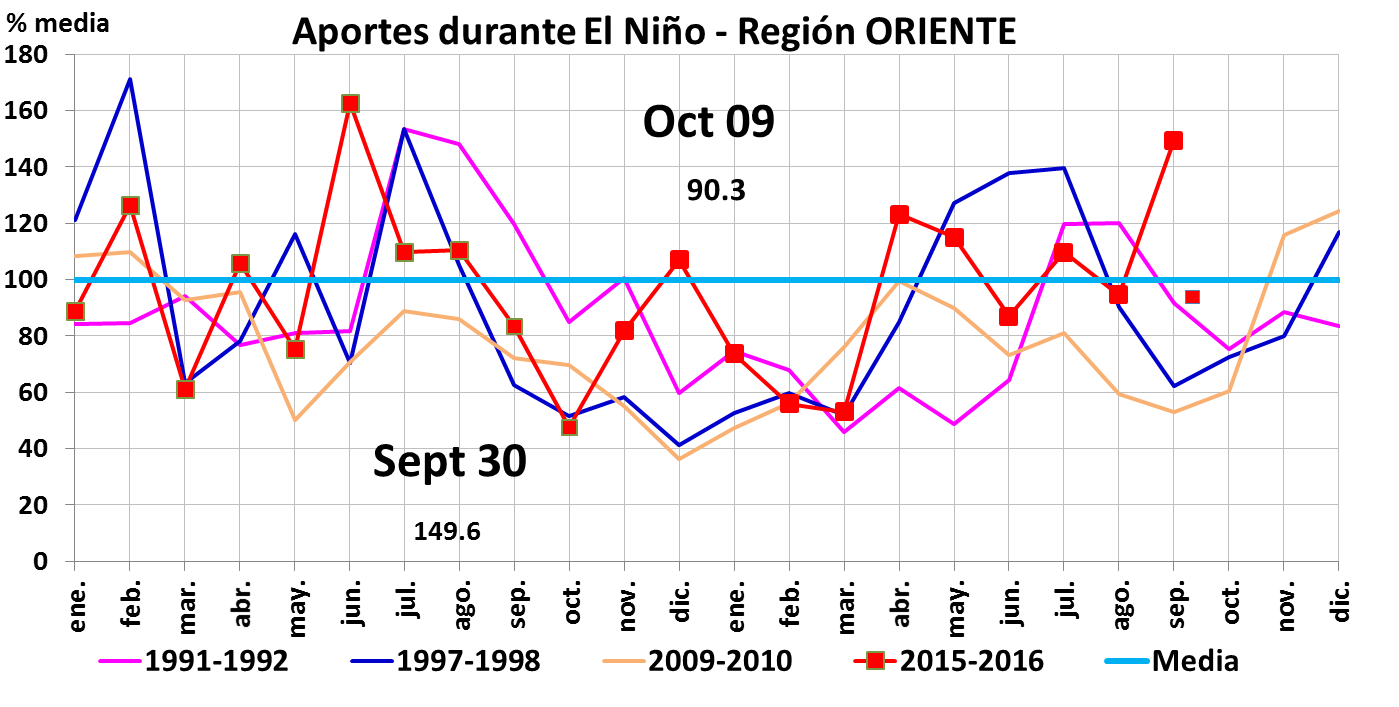 % media
Aportes durante El Niño - Región ORIENTE
180
160
140
120
100
80
60
40
20
0
Oct 09
90.3
Sept 30
149.6
ene. feb. mar. abr. may. jun. jul. ago. sep. oct. nov. dic. ene. feb. mar. abr. may. jun. jul. ago. sep. oct. nov. dic.
1991-1992 1997-1998 2009-2010 2015-2016 Media